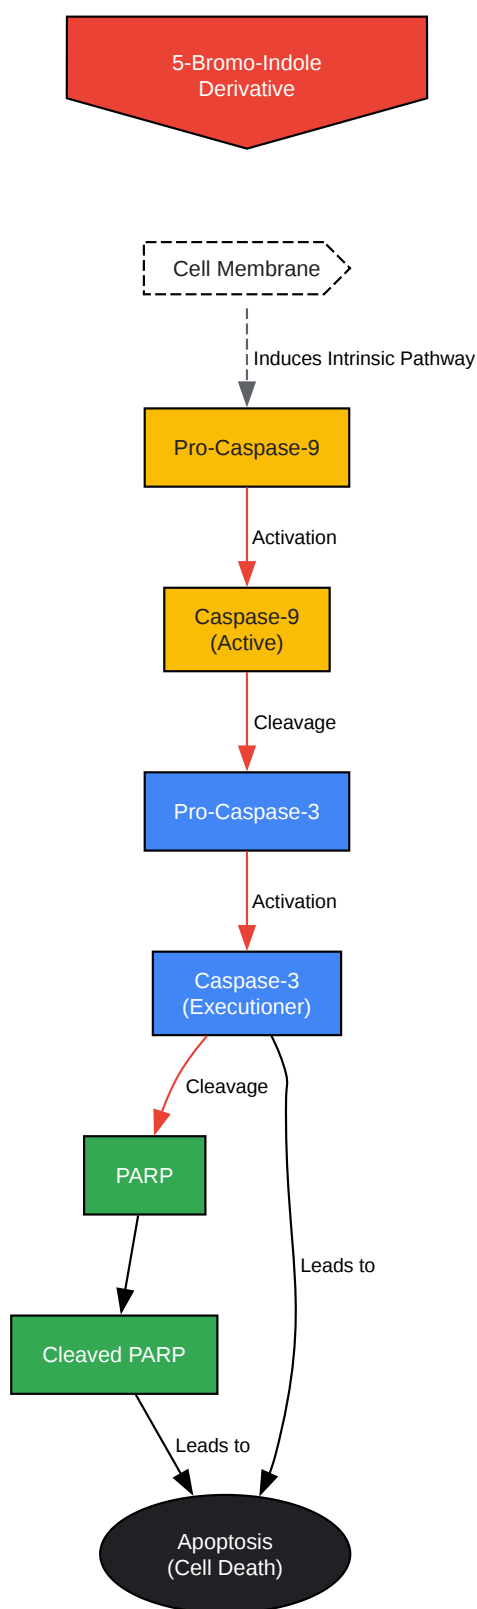 5-Bromo-Indole
Derivative
Cell Membrane
Induces Intrinsic Pathway
Pro-Caspase-9
Activation
Caspase-9
(Active)
Cleavage
Pro-Caspase-3
Activation
Caspase-3
(Executioner)
Cleavage
PARP
Leads to
Cleaved PARP
Leads to
Apoptosis
(Cell Death)